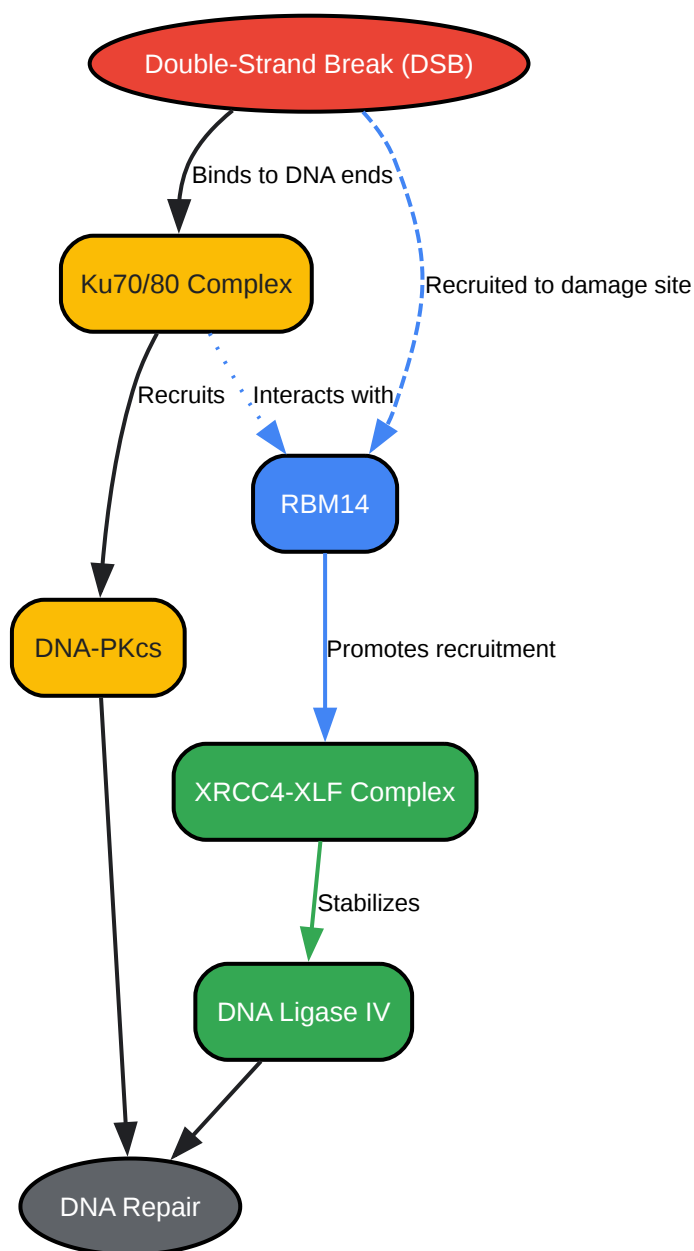 Double-Strand Break (DSB)
Binds to DNA ends
Ku70/80 Complex
Recruited to damage site
Recruits
Interacts with
RBM14
DNA-PKcs
Promotes recruitment
XRCC4-XLF Complex
Stabilizes
DNA Ligase IV
DNA Repair